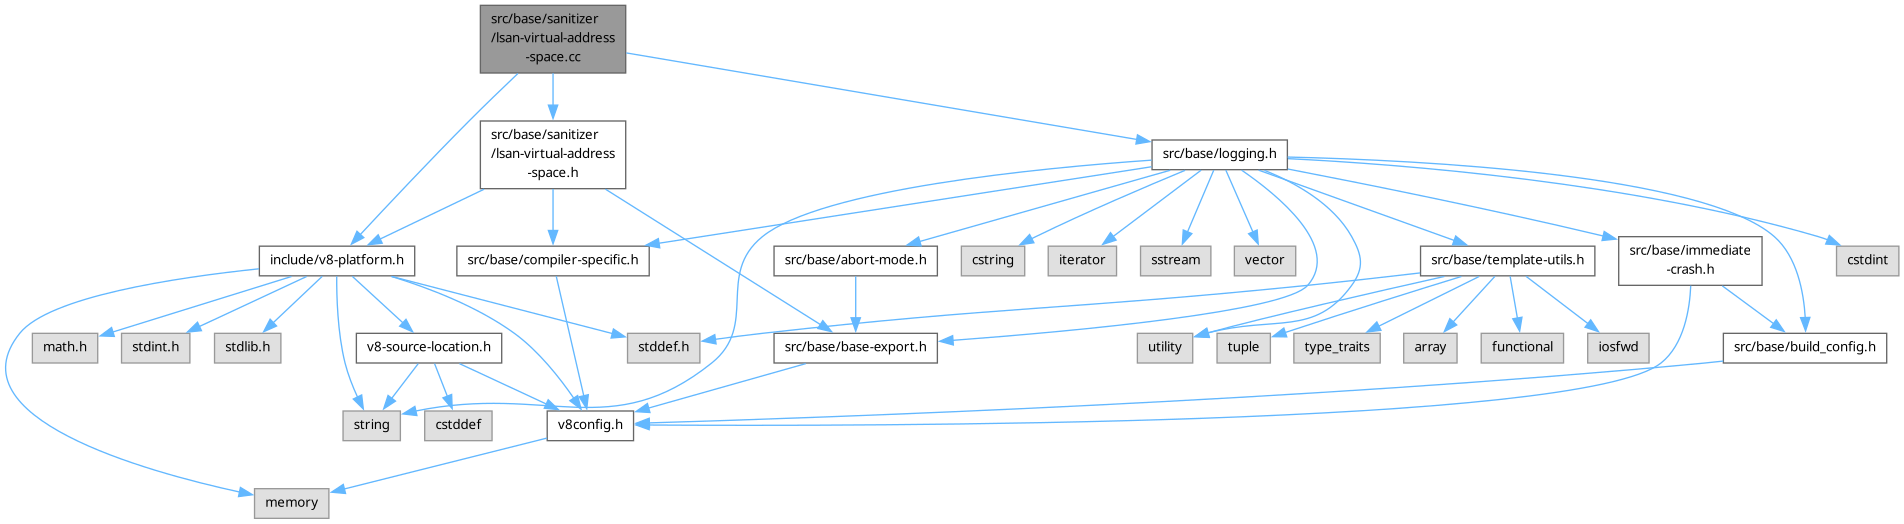 src/base/sanitizer
/lsan-virtual-address
-space.cc
src/base/sanitizer
/lsan-virtual-address
-space.h
src/base/logging.h
include/v8-platform.h
src/base/compiler-specific.h
src/base/abort-mode.h
cstring
iterator
sstream
vector
src/base/template-utils.h
src/base/immediate
-crash.h
cstdint
math.h
stdint.h
stdlib.h
v8-source-location.h
stddef.h
src/base/base-export.h
utility
tuple
type_traits
array
functional
iosfwd
src/base/build_config.h
string
cstddef
v8config.h
memory